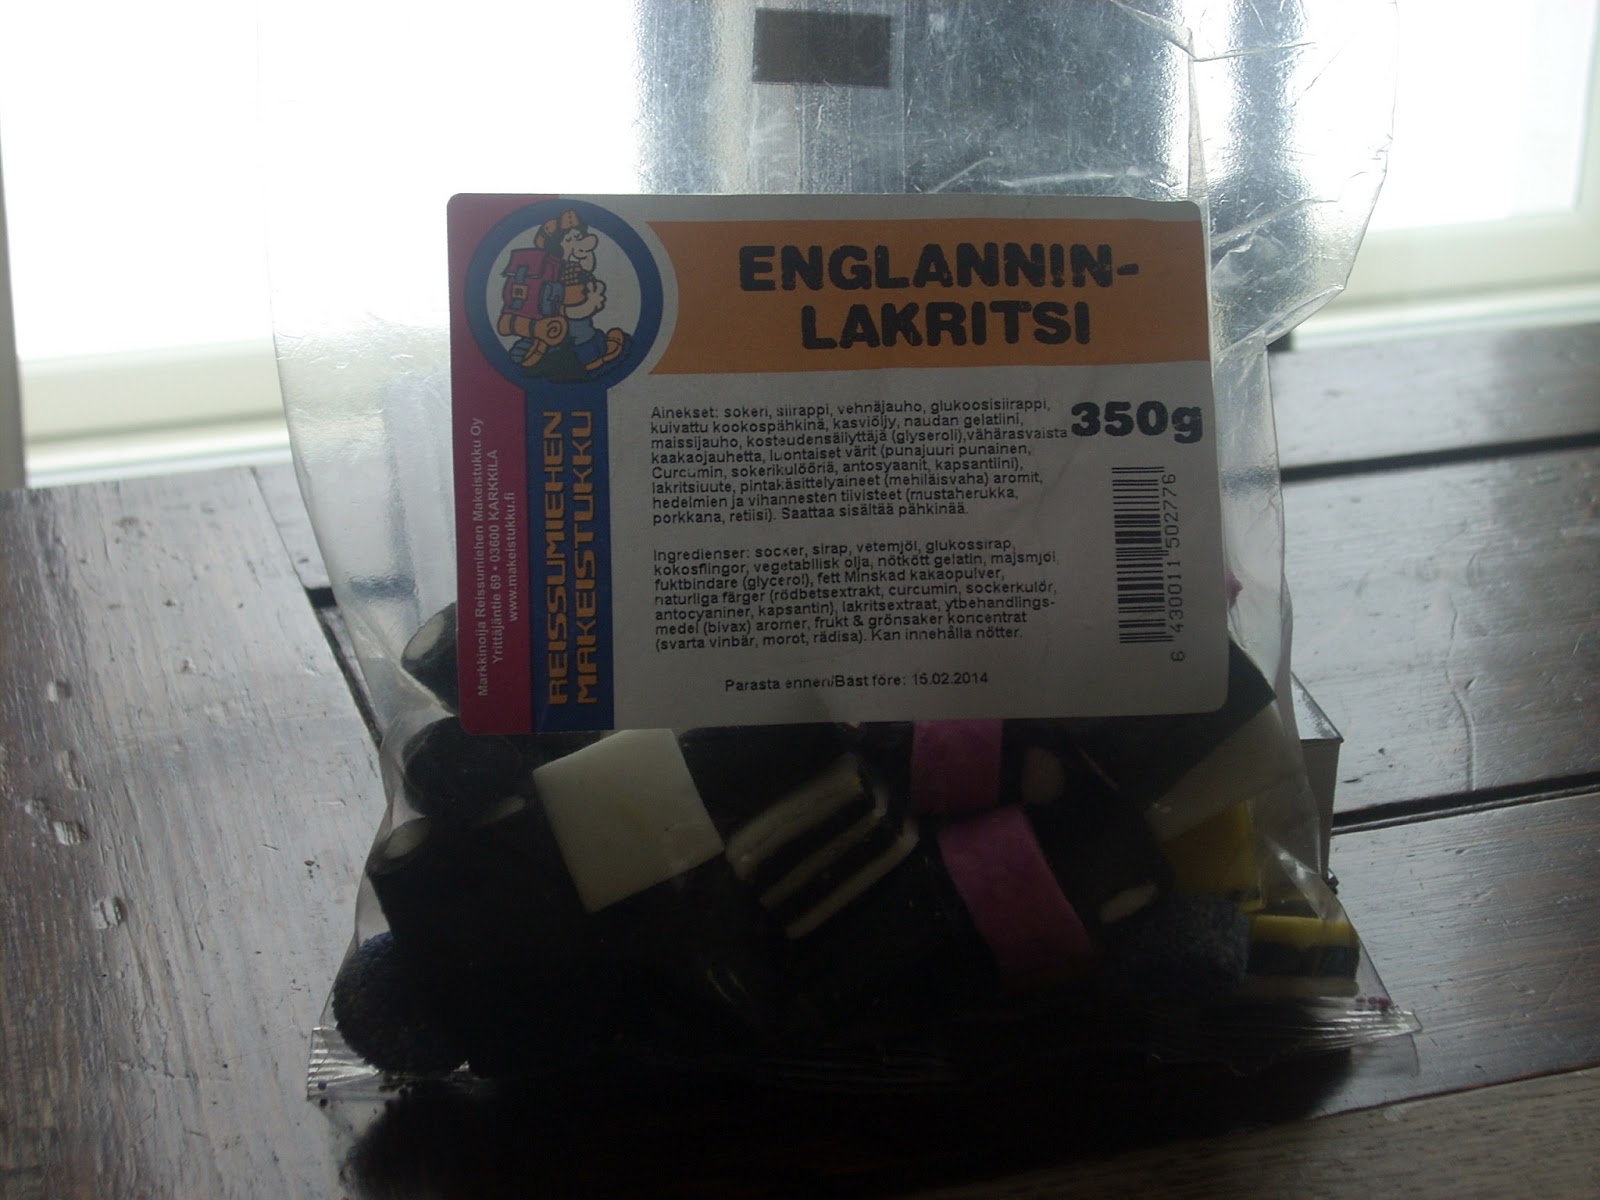 ENGLANNIN-
LAKRITSI
350g
Ainekset: sokeri, siirappi, vehnäjauho, glukoosisiirappi,
kuivattu kookospähkinä, kasviöljy, naudan gelatiini,
maissijauho, kosteudensäilyttäjä (glyseroli),vähärasvaista
kaakaojauhetta, luontaiset värit (punajuuri punainen,
Curcumin, sokerikulööriä, antosyaanit, kapsantiini),
lakritsiuute, pintakäsittelyaineet (mehiläisvaha) aromit,
hedelmien ja vihannesten tiivisteet (mustaherukka,
porkkana, retiisi). Saattaa sisältää pähkinää.
Ingredienser: socker, sirap, vetemjöl, glukossirap,
kokosflingor, vegetabilisk olja, nötkött gelatin, majsmjöl,
fuktbindare (glycerol), fett Minskad kakaopulver,
naturliga färger (rödbetsextrakt, curcumin, sockerkulör,
antocyaniner, kapsantin), lakritsextraat, ytbehandlings-
medel (bivax) aromer, frukt & grönsaker koncentrat
(svarta vinbär, morot, rädisa). Kan innehålla nötter.
Parasta ennen/Bäst före: 15.02.2014
6 430011 502776
REISSUMIEHEN
MAKEISTUKKU
Markkinoija Reissumiehen Makeistukku Oy
Yrittäjäntie 69 • 03600 KARKKILA
www.makeistukku.fi